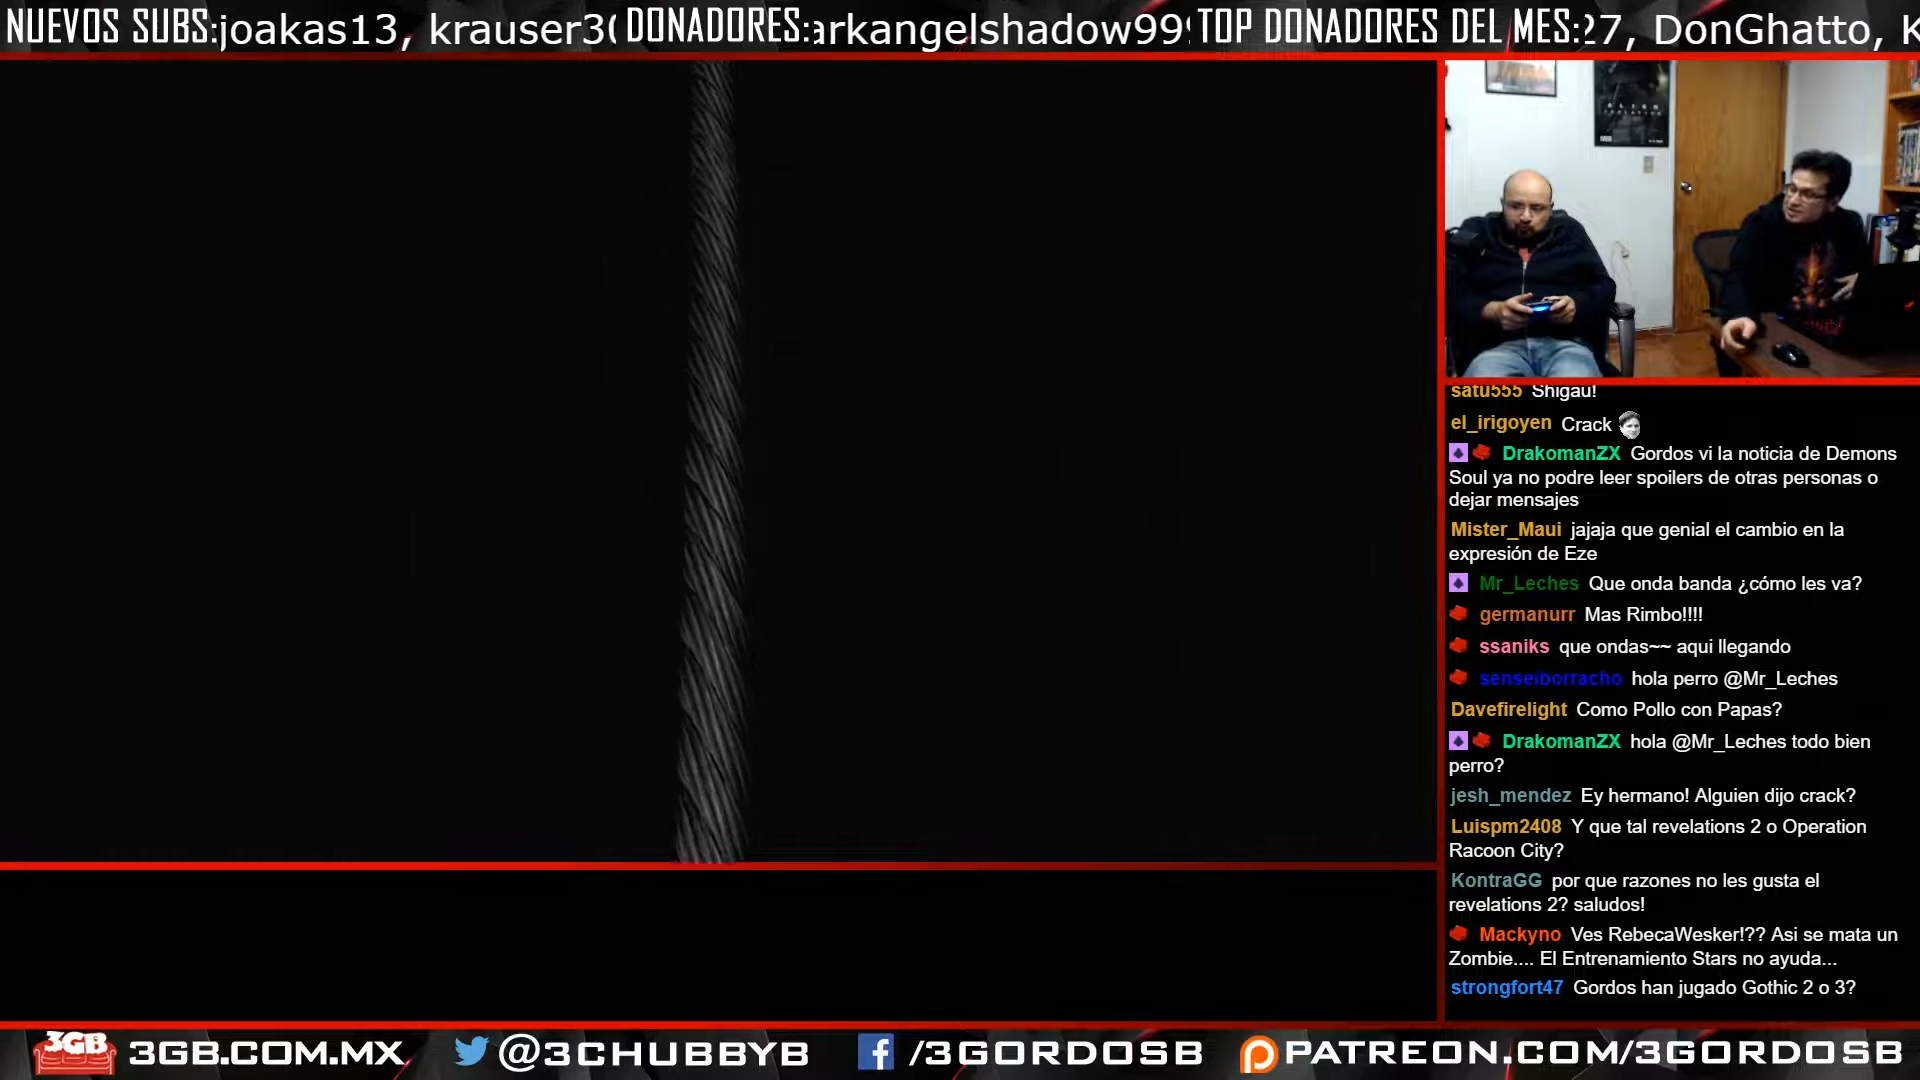 NUEVOS SUBS: joakas13, krauser3( DONADORES: arkangelshadow99 TOP DONADORES DEL MES: 27, DonGhatto, K
ALIEN
satu555 Shigau!
el_irigoyen Crack
DrakomanZX Gordos vi la noticia de Demons
Soul ya no podre leer spoilers de otras personas o
dejar mensajes
Mister_Maui jajaja que genial el cambio en la
expresión de Eze
Mr_Leches Que onda banda ¿cómo les va?
germanurr Mas Rimbo!!!!
ssaniks que ondas~~ aqui llegando
senseiborracho hola perro @Mr_Leches
Davefirelight Como Pollo con Papas?
DrakomanZX hola @Mr_Leches todo bien
perro?
jesh_mendez Ey hermano! Alguien dijo crack?
Luispm2408 Y que tal revelations 2 o Operation
Racoon City?
KontraGG por que razones no les gusta el
revelations 2? saludos!
Mackyno Ves RebecaWesker!?? Asi se mata un
Zombie.... El Entrenamiento Stars no ayuda...
strongfort47 Gordos han jugado Gothic 2 o 3?
3GB 3GB.COM.MX @3CHUBBYB /3GORDOSB PATREON.COM/3GORDOSB